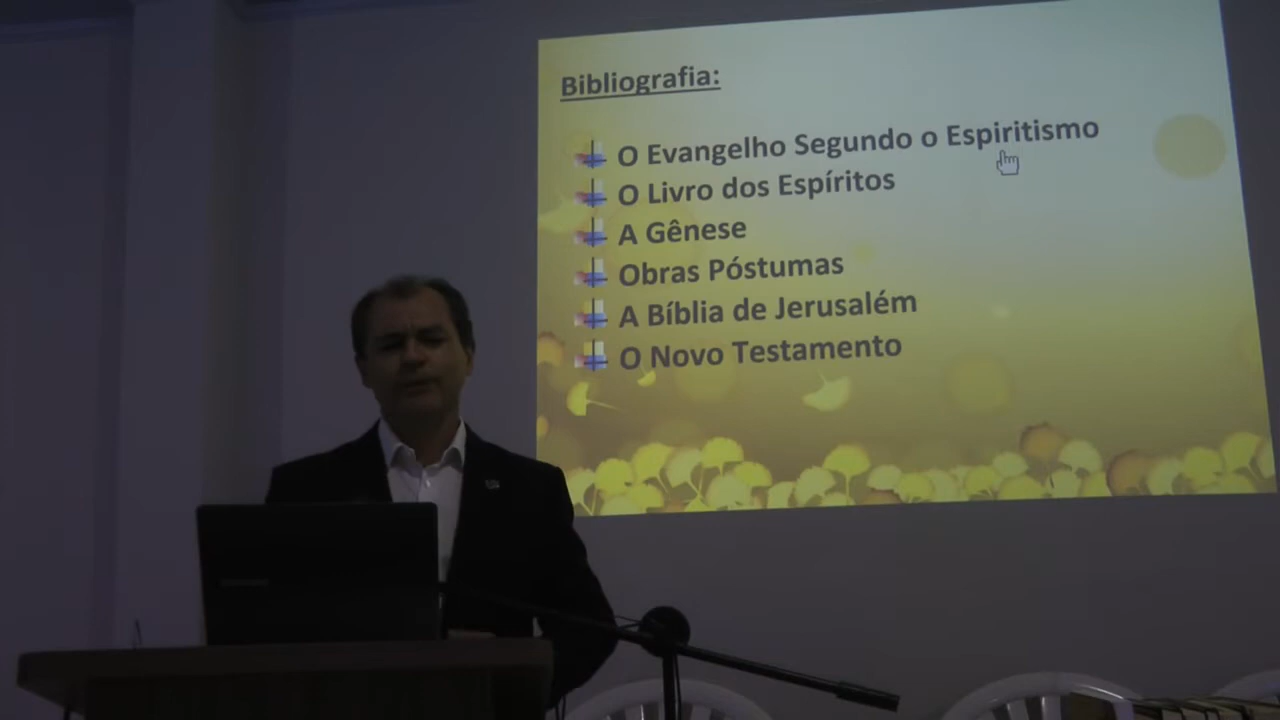 Bibliografia:
O Evangelho Segundo o Espiritismo
O Livro dos Espíritos
A Gênese
Obras Póstumas
A Bíblia de Jerusalém
O Novo Testamento